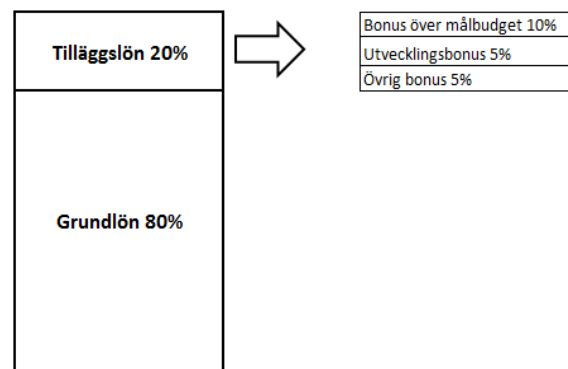 Tilläggslön 20%
Bonus över målbudget 10%
Utvecklingsbonus 5%
Övrig bonus 5%
Grundlön 80%